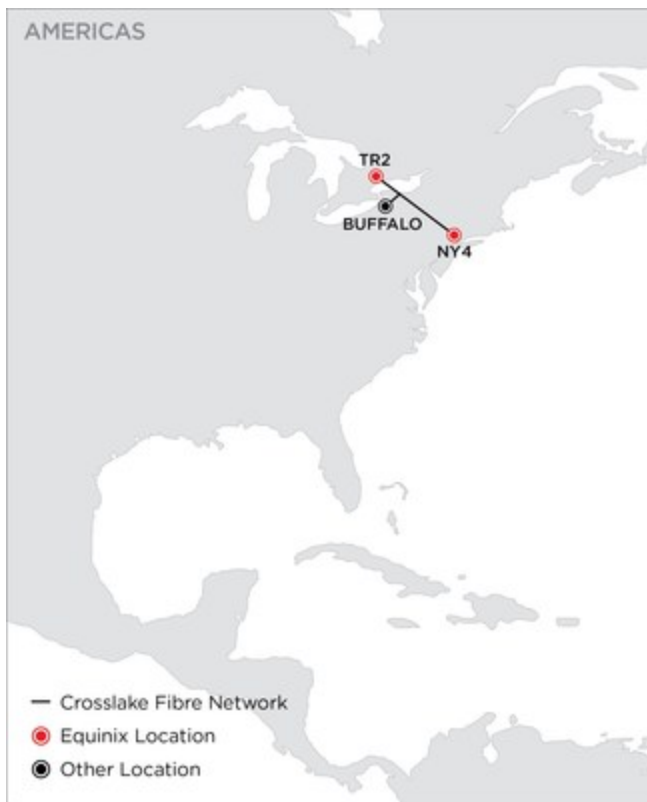 AMERICAS
TR2
BUFFALO
NY4
Crosslake Fibre Network
Equinix Location
Other Location